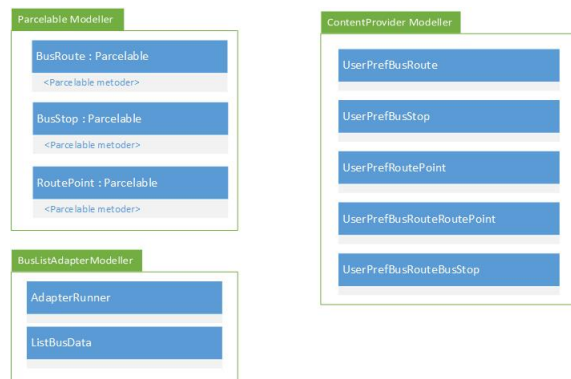 Parcelable Modeller
BusRoute : Parcelable
<Parcelable metoder>
BusStop : Parcelable
<Parcelable metoder>
RoutePoint : Parcelable
<Parcelable metoder>
BusListAdapterModeller
AdapterRunner
ListBusData
ContentProvider Modeller
UserPrefBusRoute
UserPrefBusStop
UserPrefRoutePoint
UserPrefBusRouteRoutePoint
UserPrefBusRouteBusStop